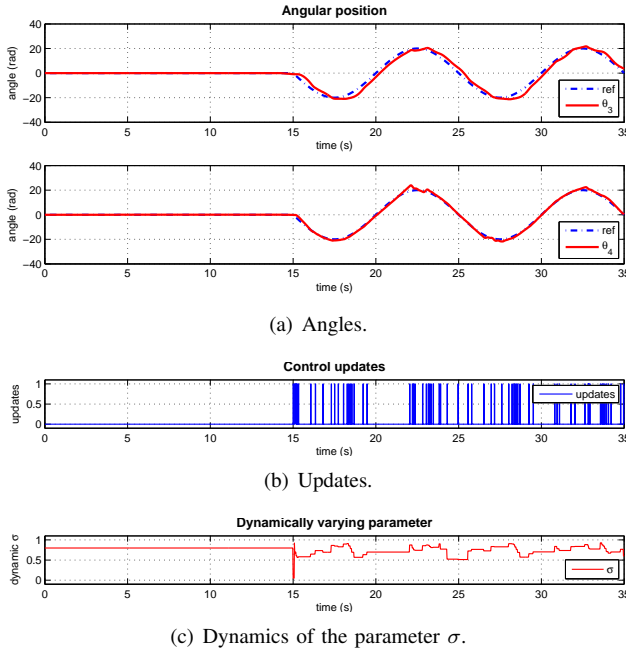 Angular position
angle (rad)
40
20
0
−20
−40
0 5 10 15 20 25 30 35
time (s)
ref
θ3
angle (rad)
40
20
0
−20
−40
0 5 10 15 20 25 30 35
time (s)
ref
θ4
(a) Angles.
Control updates
updates
1
0.5
0
0 5 10 15 20 25 30 35
time (s)
updates
(b) Updates.
Dynamically varying parameter
dynamic σ
1
0.5
0
0 5 10 15 20 25 30 35
time (s)
σ
(c) Dynamics of the parameter σ.